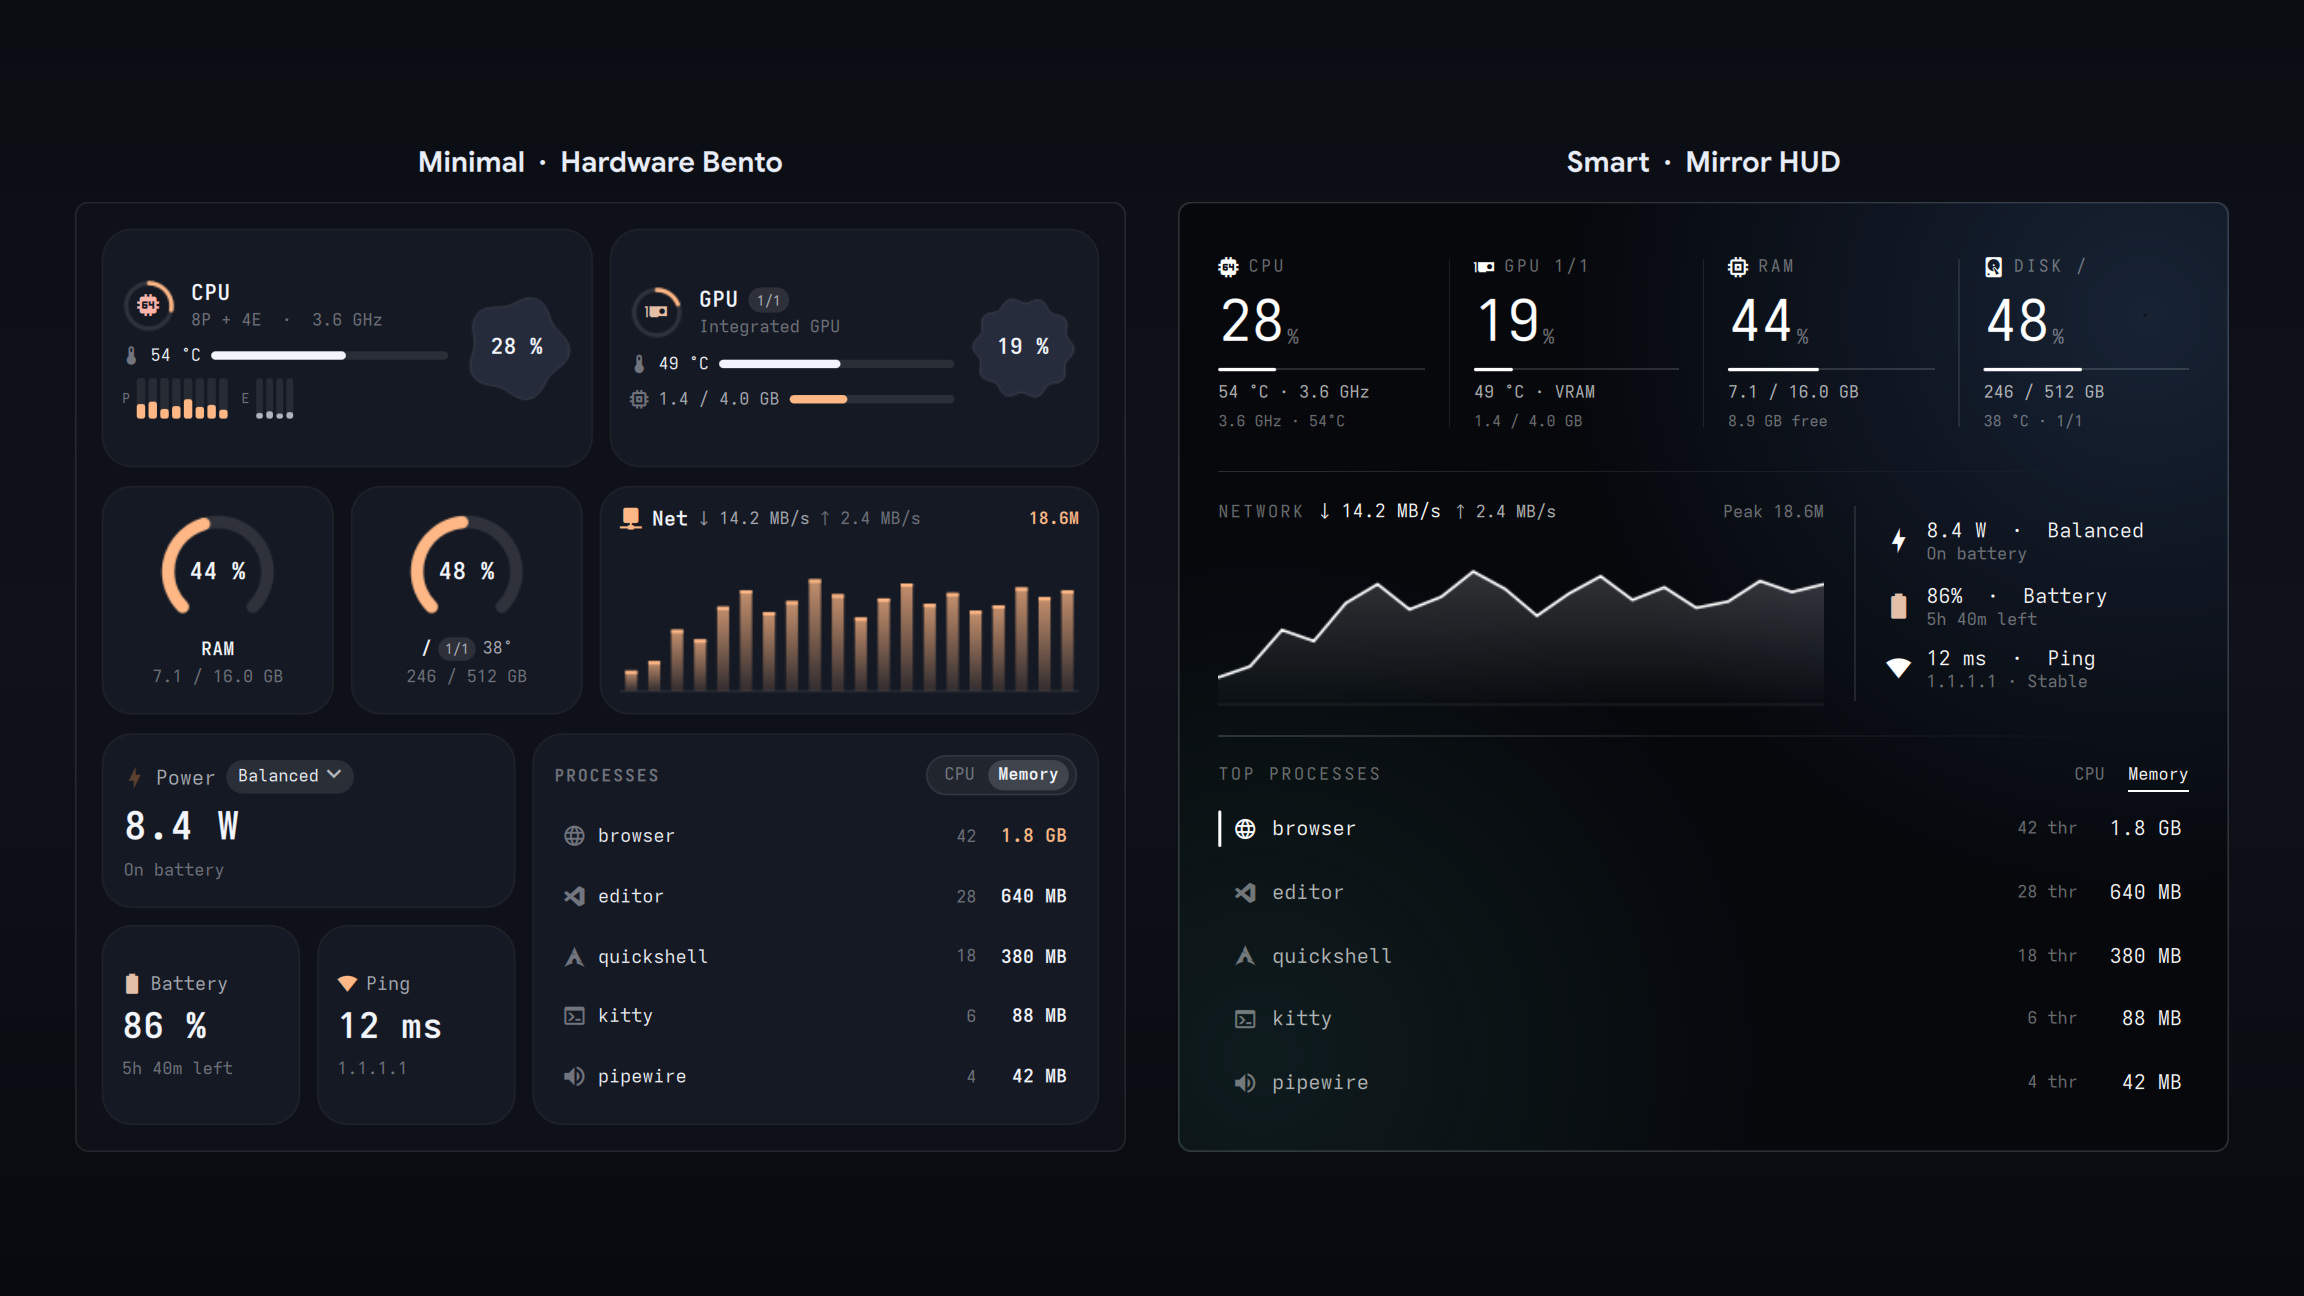 Minimal · Hardware Bento
CPU
8P + 4E · 3.6 GHz
54 °C
P
E
28 %
GPU 1/1
Integrated GPU
49 °C
1.4 / 4.0 GB
19 %
44 %
RAM
7.1 / 16.0 GB
48 %
/ 1/1 38°
246 / 512 GB
Net ↓ 14.2 MB/s ↑ 2.4 MB/s 18.6M
Power Balanced
8.4 W
On battery
Battery
86 %
5h 40m left
Ping
12 ms
1.1.1.1
PROCESSES CPU Memory
browser 42 1.8 GB
editor 28 640 MB
quickshell 18 380 MB
kitty 6 88 MB
pipewire 4 42 MB
Smart · Mirror HUD
64 CPU
28%
54 °C · 3.6 GHz
3.6 GHz · 54°C
GPU 1/1
19%
49 °C · VRAM
1.4 / 4.0 GB
RAM
44%
7.1 / 16.0 GB
8.9 GB free
DISK /
48%
246 / 512 GB
38 °C · 1/1
NETWORK ↓ 14.2 MB/s ↑ 2.4 MB/s Peak 18.6M
8.4 W · Balanced
On battery
86% · Battery
5h 40m left
12 ms · Ping
1.1.1.1 · Stable
TOP PROCESSES CPU Memory
browser 42 thr 1.8 GB
editor 28 thr 640 MB
quickshell 18 thr 380 MB
kitty 6 thr 88 MB
pipewire 4 thr 42 MB